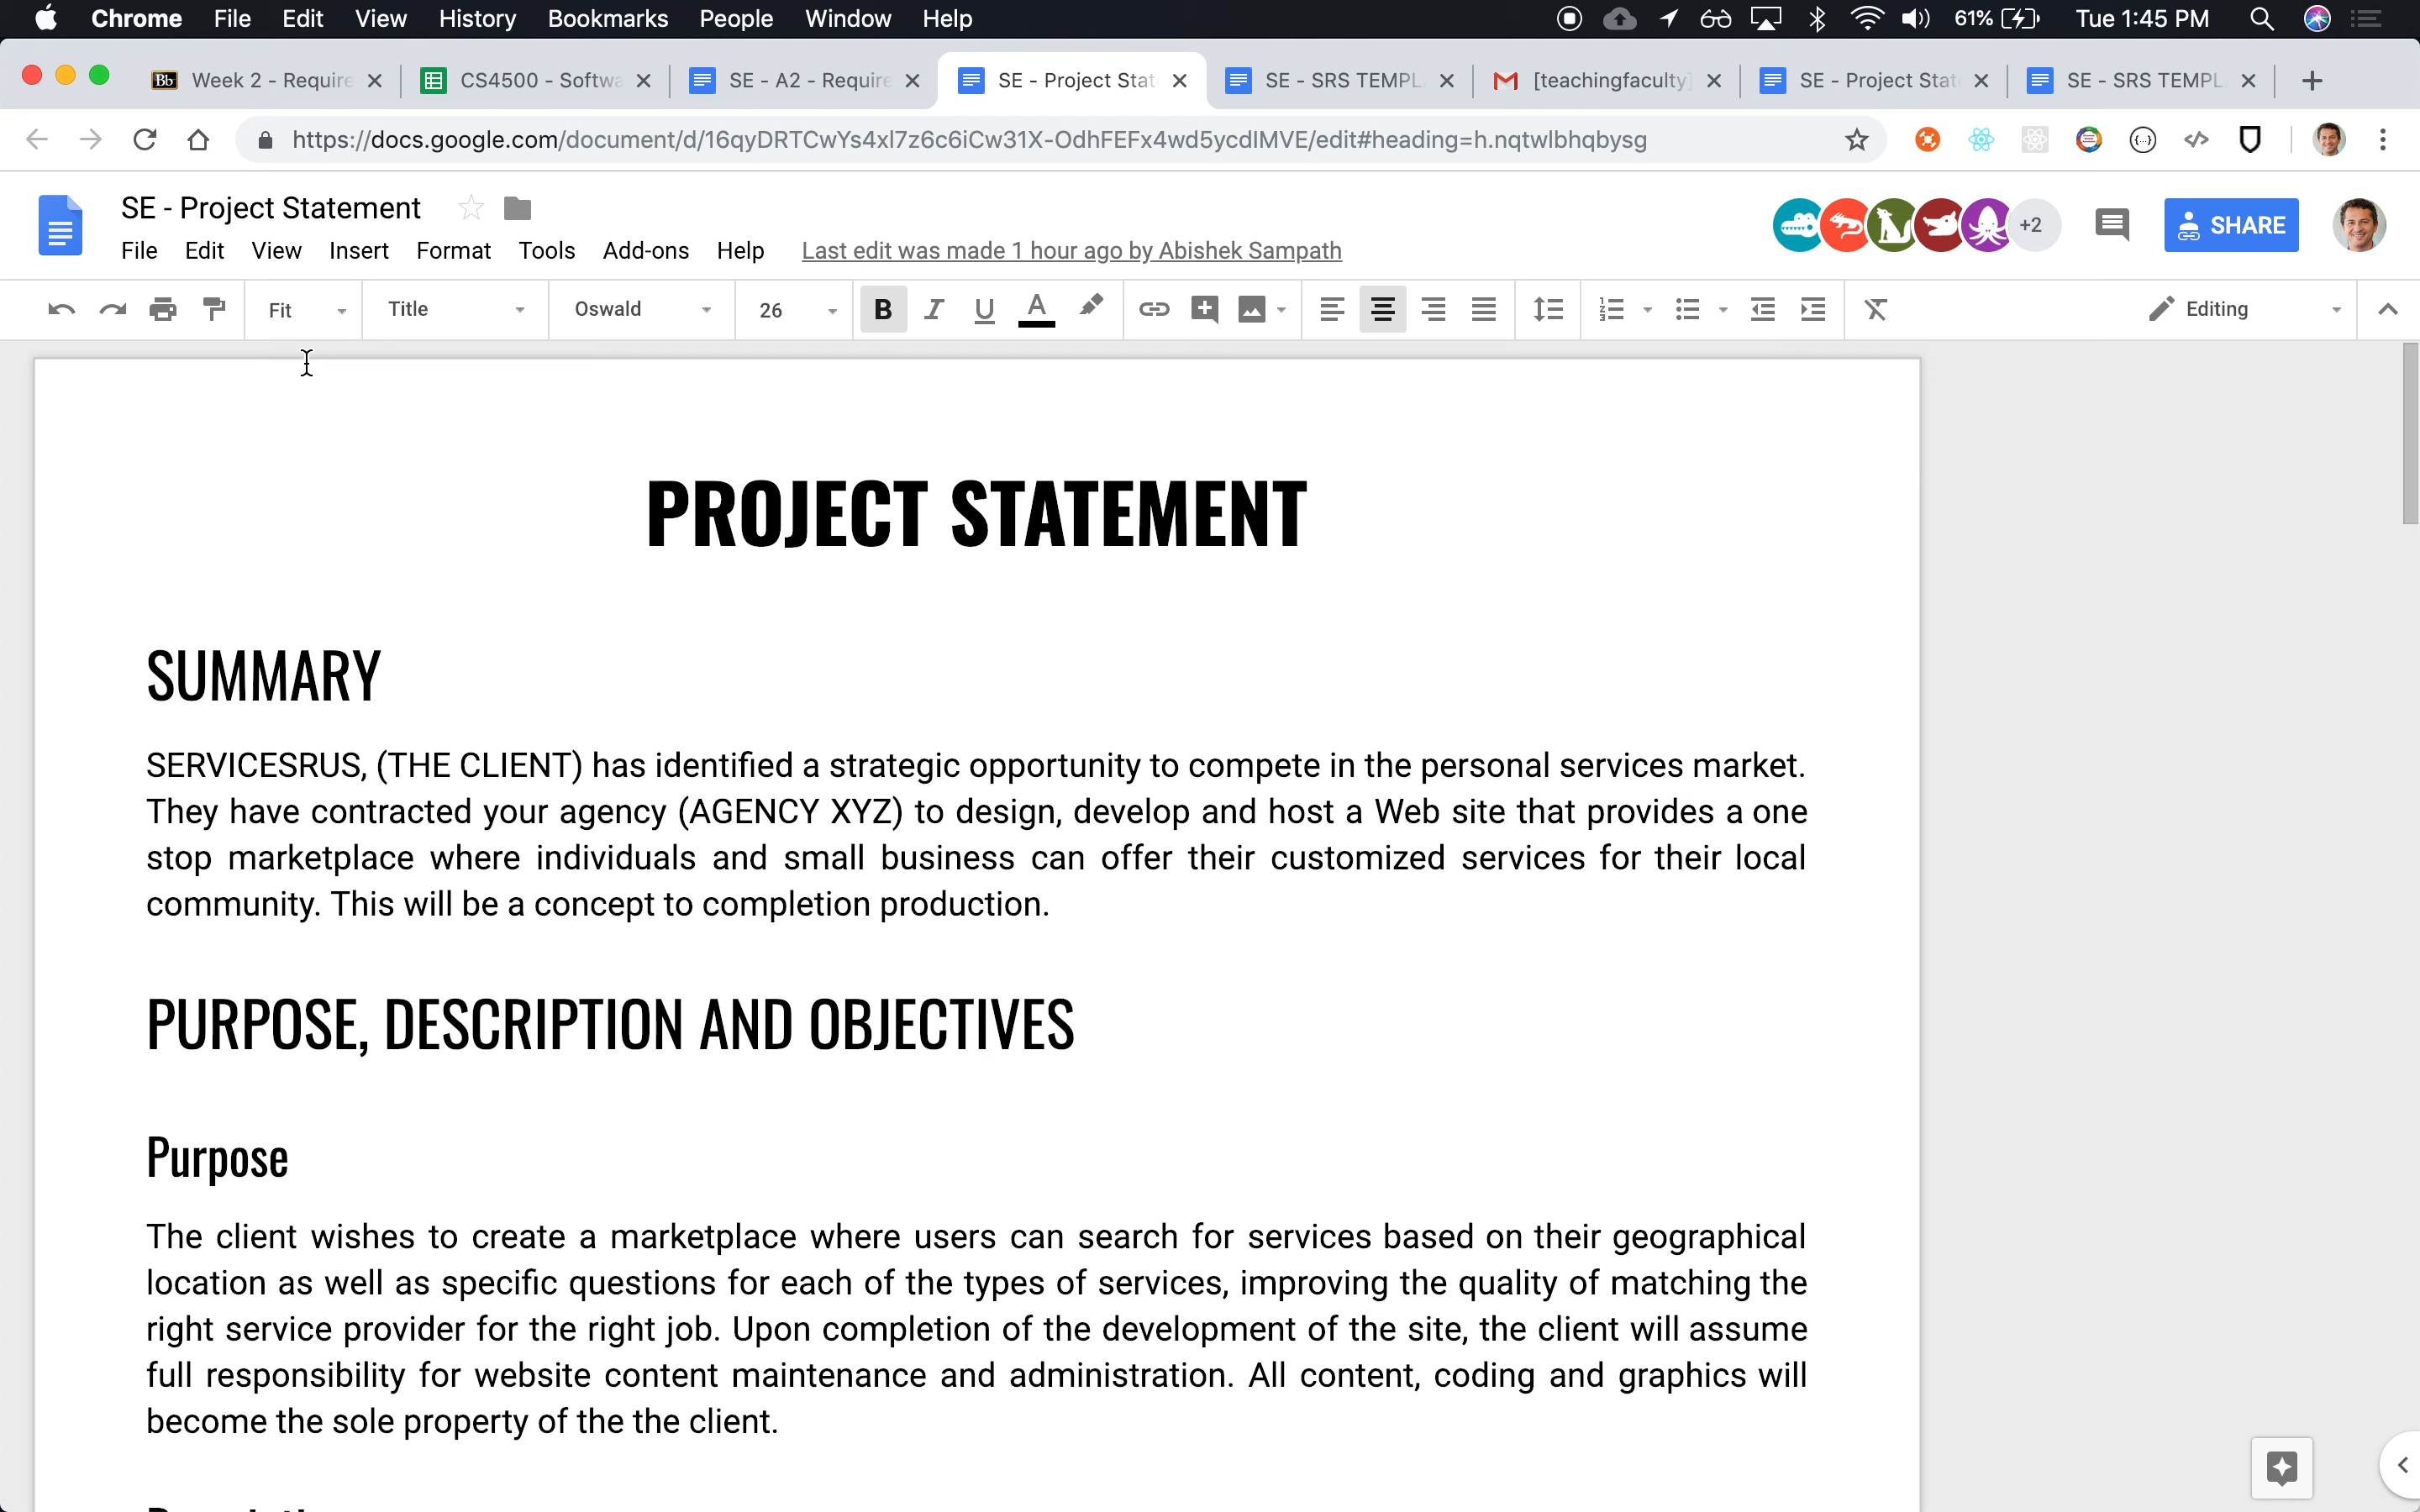 Chrome File Edit View History Bookmarks People Window Help 61% Tue 1:45 PM
Bb Week 2 - Require CS4500 - Softwa SE - A2 - Require SE - Project Stat SE - SRS TEMPL [teachingfaculty] SE - Project Stat SE - SRS TEMPL
https://docs.google.com/document/d/16qyDRTCwYs4xl7z6c6iCw31X-OdhFEFx4wd5ycdIMVE/edit#heading=h.nqtwlbhqbysg
SE - Project Statement
+2 SHARE
File Edit View Insert Format Tools Add-ons Help Last edit was made 1 hour ago by Abishek Sampath
Fit Title Oswald 26 B I U A Editing
PROJECT STATEMENT
SUMMARY
SERVICESRUS, (THE CLIENT) has identified a strategic opportunity to compete in the personal services market.
They have contracted your agency (AGENCY XYZ) to design, develop and host a Web site that provides a one
stop marketplace where individuals and small business can offer their customized services for their local
community. This will be a concept to completion production.
PURPOSE, DESCRIPTION AND OBJECTIVES
Purpose
The client wishes to create a marketplace where users can search for services based on their geographical
location as well as specific questions for each of the types of services, improving the quality of matching the
right service provider for the right job. Upon completion of the development of the site, the client will assume
full responsibility for website content maintenance and administration. All content, coding and graphics will
become the sole property of the the client.